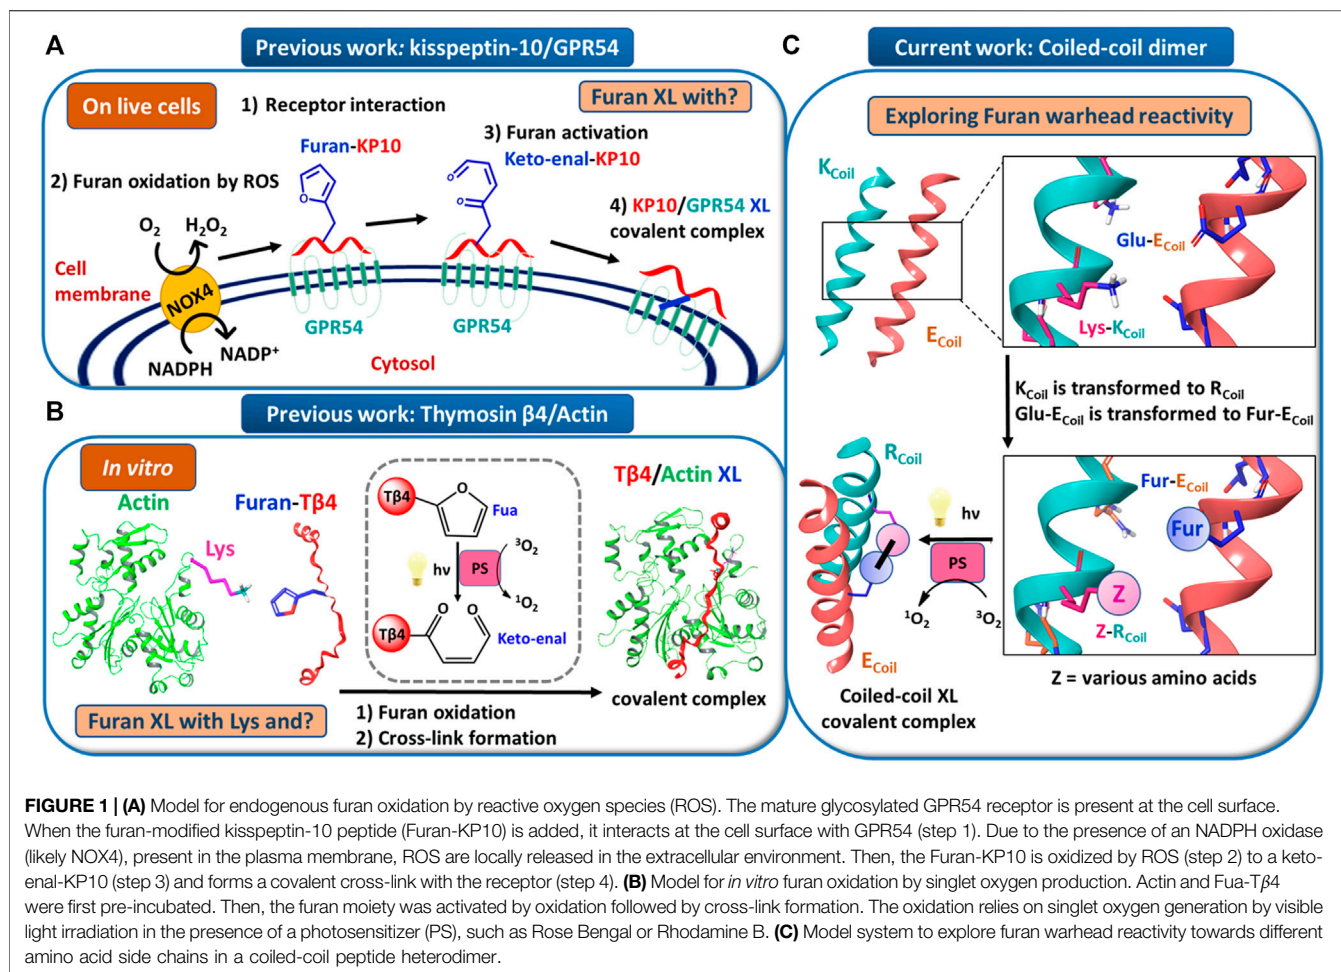 A
Previous work: kisspeptin-10/GPR54
On live cells
1) Receptor interaction
Furan XL with?
Furan-KP10
3) Furan activation
Keto-enal-KP10
2) Furan oxidation by ROS
O
O
O
4) KP10/GPR54 XL
covalent complex
O₂
H₂O₂
Cell
membrane
NOX4
GPR54
GPR54
NADPH
NADP⁺
Cytosol
B
Previous work: Thymosin β4/Actin
In vitro
Actin
Furan-Tβ4
Lys
Tβ4
O
Fua
hν
PS
³O₂
¹O₂
O
O
Tβ4
Keto-enal
Tβ4/Actin XL
covalent complex
Furan XL with Lys and?
1) Furan oxidation
2) Cross-link formation
C
Current work: Coiled-coil dimer
Exploring Furan warhead reactivity
K_Coil
E_Coil
Glu-E_Coil
Lys-K_Coil
K_Coil is transformed to R_Coil
Glu-E_Coil is transformed to Fur-E_Coil
R_Coil
E_Coil
hν
PS
¹O₂
³O₂
Fur-E_Coil
Fur
Z
Z-R_Coil
Coiled-coil XL
covalent complex
Z = various amino acids
FIGURE 1 | (A) Model for endogenous furan oxidation by reactive oxygen species (ROS). The mature glycosylated GPR54 receptor is present at the cell surface.
When the furan-modified kisspeptin-10 peptide (Furan-KP10) is added, it interacts at the cell surface with GPR54 (step 1). Due to the presence of an NADPH oxidase
(likely NOX4), present in the plasma membrane, ROS are locally released in the extracellular environment. Then, the Furan-KP10 is oxidized by ROS (step 2) to a keto-
enal-KP10 (step 3) and forms a covalent cross-link with the receptor (step 4). (B) Model for in vitro furan oxidation by singlet oxygen production. Actin and Fua-Tβ4
were first pre-incubated. Then, the furan moiety was activated by oxidation followed by cross-link formation. The oxidation relies on singlet oxygen generation by visible
light irradiation in the presence of a photosensitizer (PS), such as Rose Bengal or Rhodamine B. (C) Model system to explore furan warhead reactivity towards different
amino acid side chains in a coiled-coil peptide heterodimer.